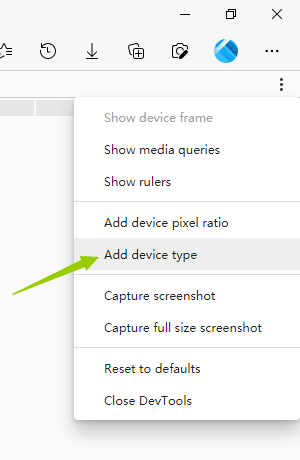 Show device frame
Show media queries
Show rulers
Add device pixel ratio
Add device type
Capture screenshot
Capture full size screenshot
Reset to defaults
Close DevTools